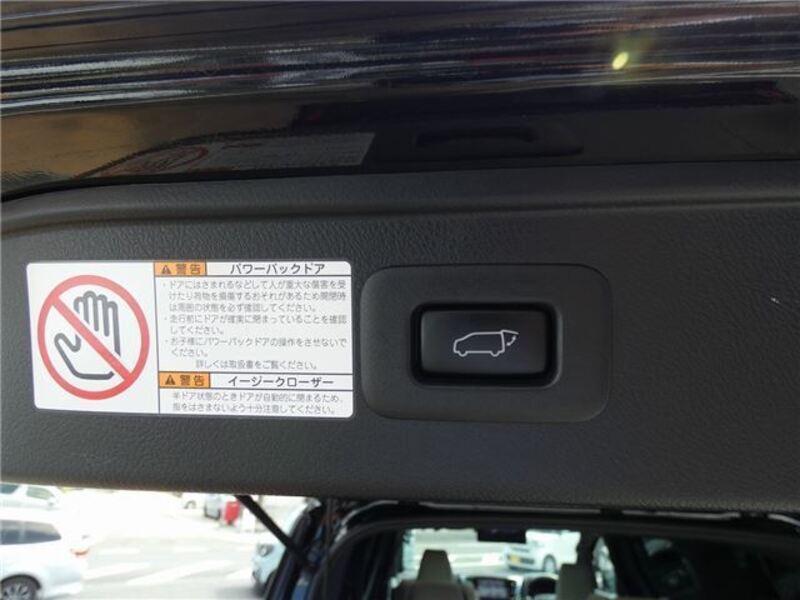 警告 パワーバックドア
・ドアにはさまれるなどして人が重大な傷害を受
けたり荷物を損傷するおそれがあるため開閉時
は周囲の状態を必ず確認してください。
・走行前にドアが確実に閉まっていることを確認
してください。
・お子様にパワーバックドアの操作をさせないで
ください。
詳しくは取扱書をご覧ください。
警告 イージークローザー
半ドア状態のときドアが自動的に閉まるため、
指をはさまないよう十分注意してください。